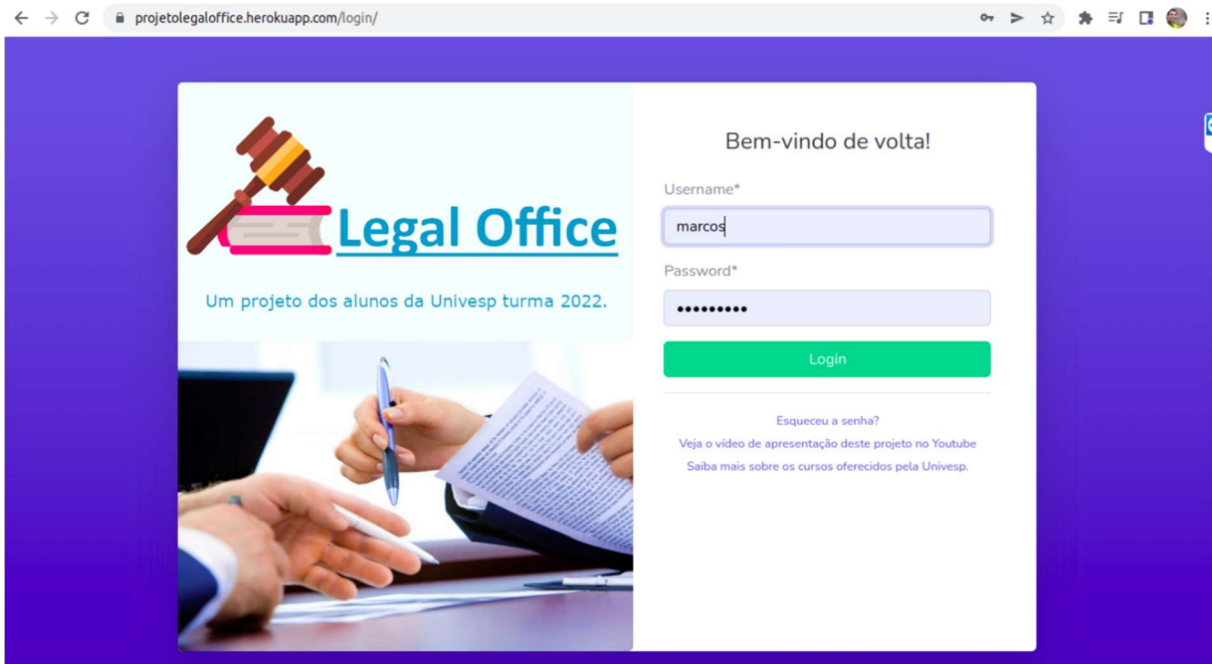 projetolegaloffice.herokuapp.com/login/
Legal Office
Um projeto dos alunos da Univesp turma 2022.
Bem-vindo de volta!
Username*
marcos
Password*
•••••••••
Login
Esqueceu a senha?
Veja o vídeo de apresentação deste projeto no Youtube
Saiba mais sobre os cursos oferecidos pela Univesp.